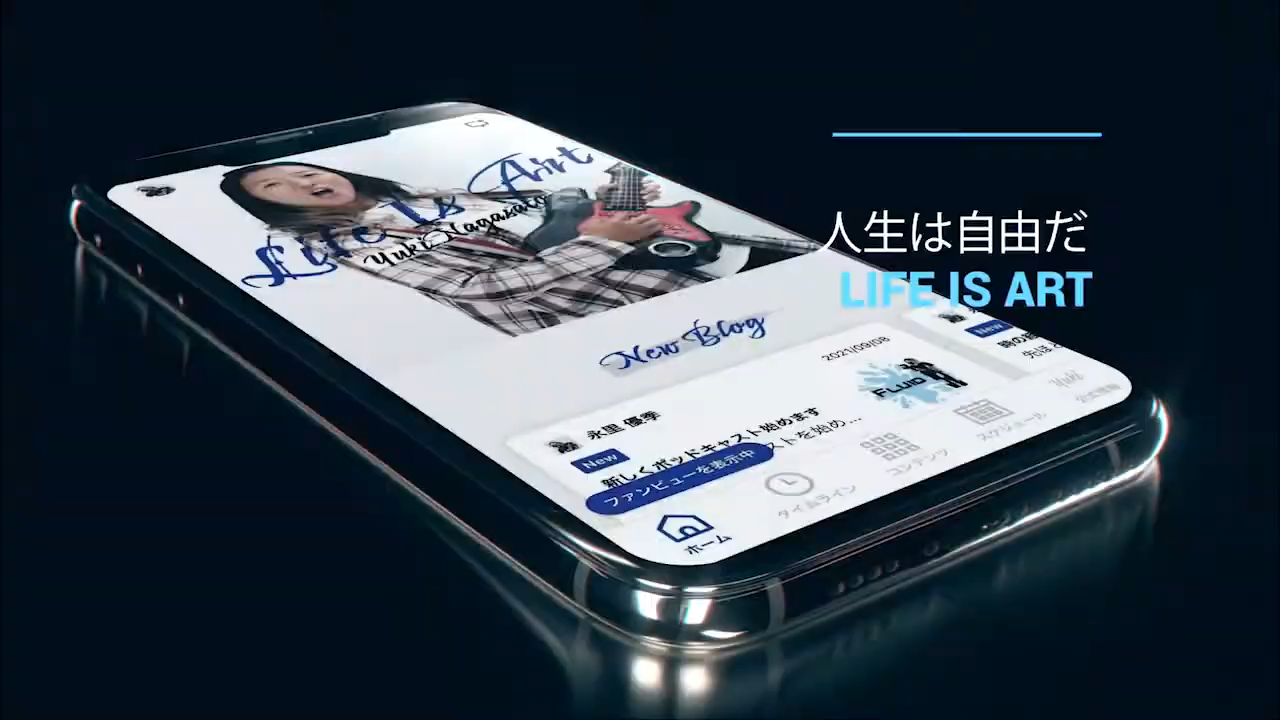 Life Is Art
Yuki Nagasato
人生は自由だ
LIFE IS ART
New Blog
2021/09/08
FLUID
永里 優季
New
新しくポッドキャスト始めます
ストを始め...
ファンビューを表示中
New
ホーム
タイムライン
コンテンツ
スケジュール
Yuki